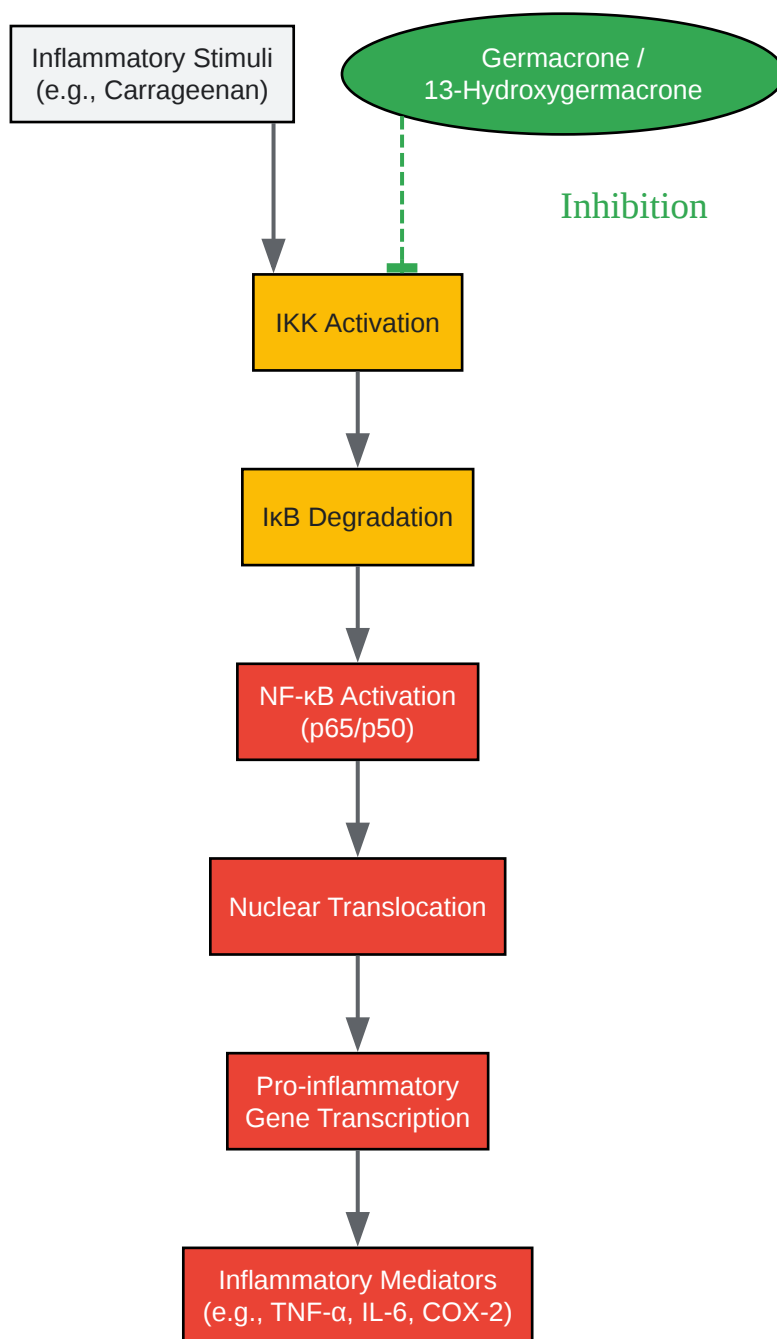 Inflammatory Stimuli
(e.g., Carrageenan)
Germacrone /
13-Hydroxygermacrone
Inhibition
IKK Activation
IκB Degradation
NF-κB Activation
(p65/p50)
Nuclear Translocation
Pro-inflammatory
Gene Transcription
Inflammatory Mediators
(e.g., TNF-α, IL-6, COX-2)